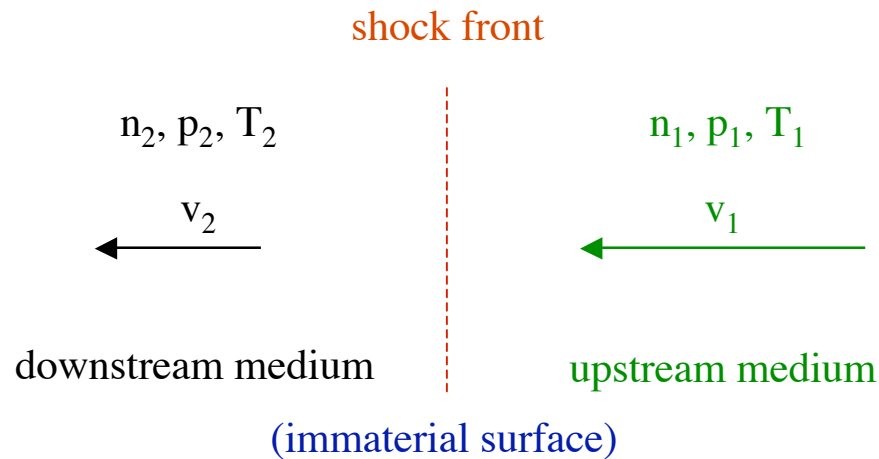 shock front
n₂, p₂, T₂
n₁, p₁, T₁
v₂
v₁
downstream medium
upstream medium
(immaterial surface)